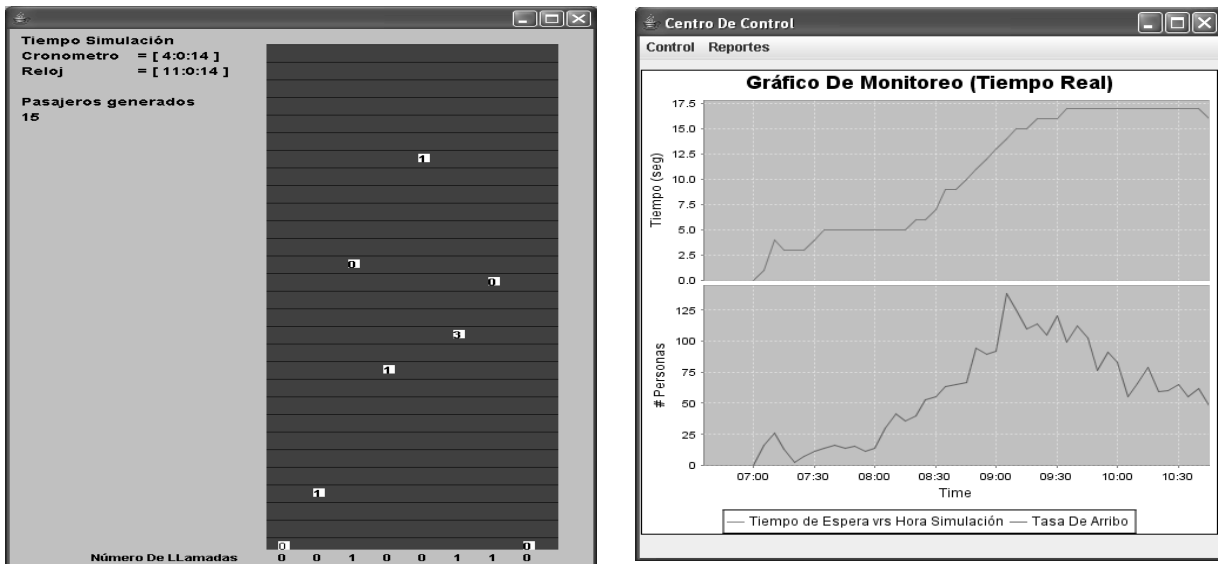 Tiempo Simulación
Cronometro = [ 4:0:14 ]
Reloj = [ 11:0:14 ]
Pasajeros generados
15
1
0
0
3
1
1
0
0
Número De LLamadas 0 0 1 0 0 1 1 0
Centro De Control
Control Reportes
Gráfico De Monitoreo (Tiempo Real)
Tiempo (seg)
17.5
15.0
12.5
10.0
7.5
5.0
2.5
0.0
# Personas
125
100
75
50
25
0
07:00 07:30 08:00 08:30 09:00 09:30 10:00 10:30
Time
Tiempo de Espera vrs Hora Simulación Tasa De Arribo